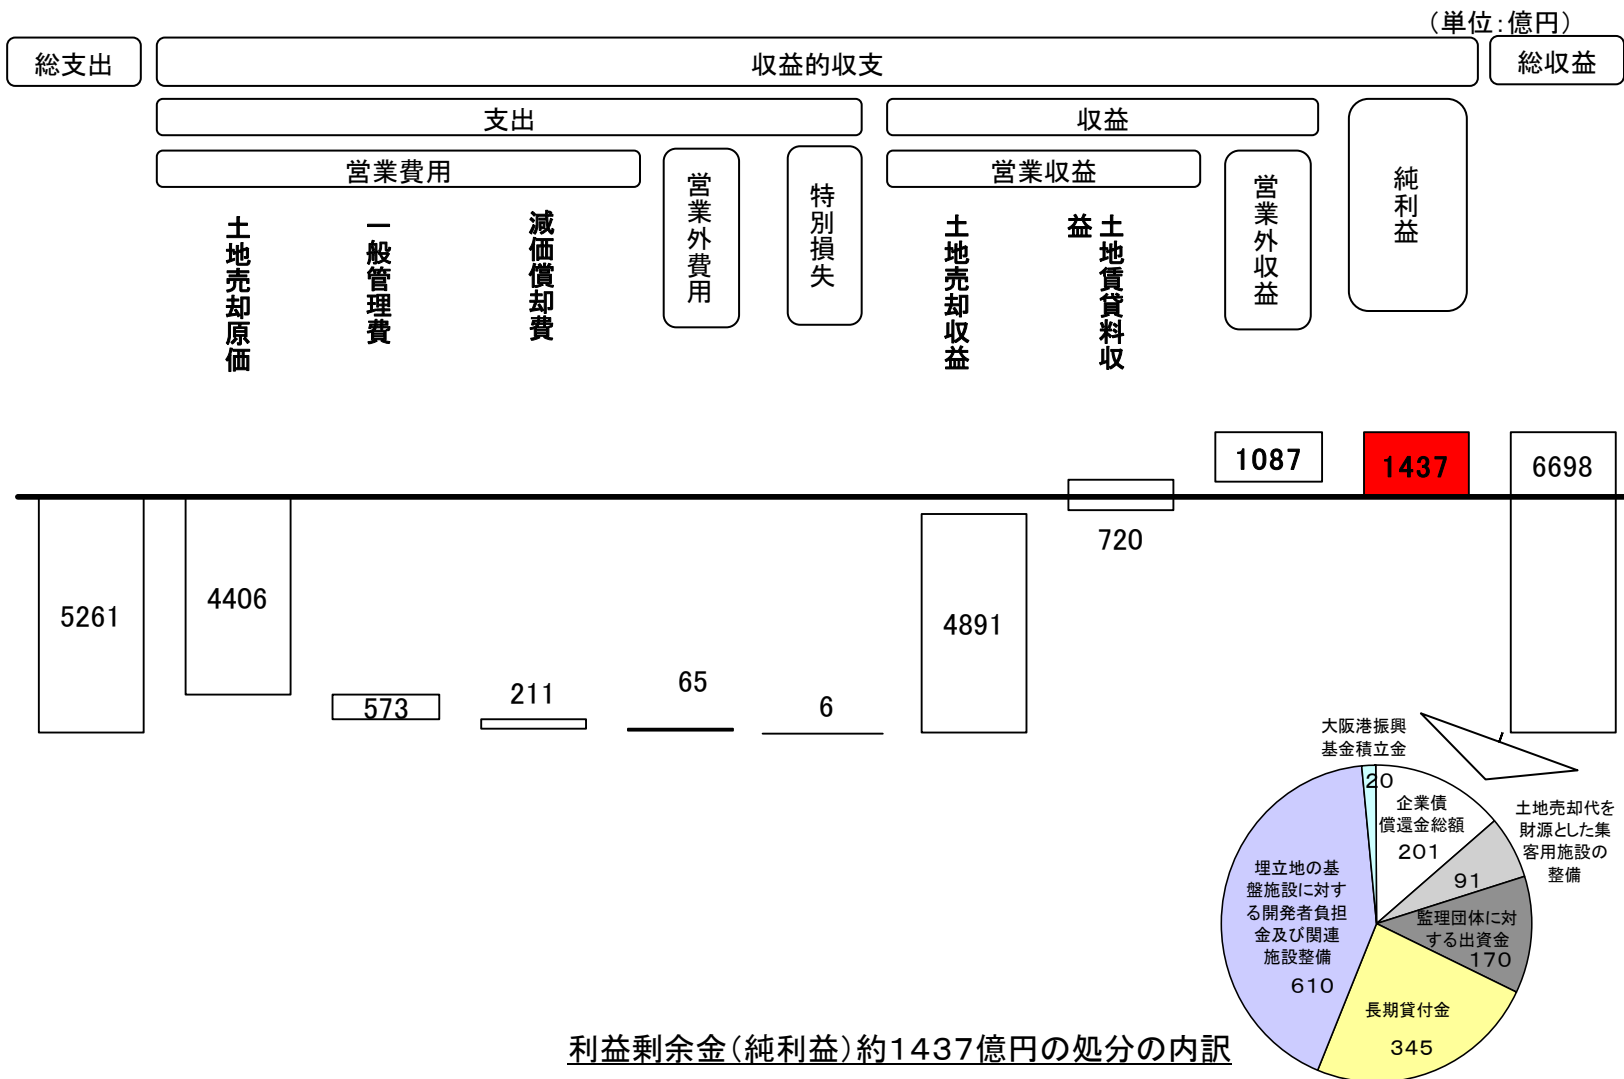 （単位：億円）
総支出
収益的収支
総収益
支出
収益
営業費用
営業外費用
特別損失
営業収益
営業外収益
純利益
土地売却原価
一般管理費
減価償却費
土地売却収益
土地賃貸料収
益
1087
1437
6698
720
5261
4406
573
211
65
6
4891
大阪港振興
基金積立金
20
企業債
償還金総額
201
土地売却代を
財源とした集
客用施設の
整備
91
監理団体に対
する出資金
170
埋立地の基
盤施設に対す
る開発者負担
金及び関連
施設整備
610
長期貸付金
345
利益剰余金（純利益）約1437億円の処分の内訳